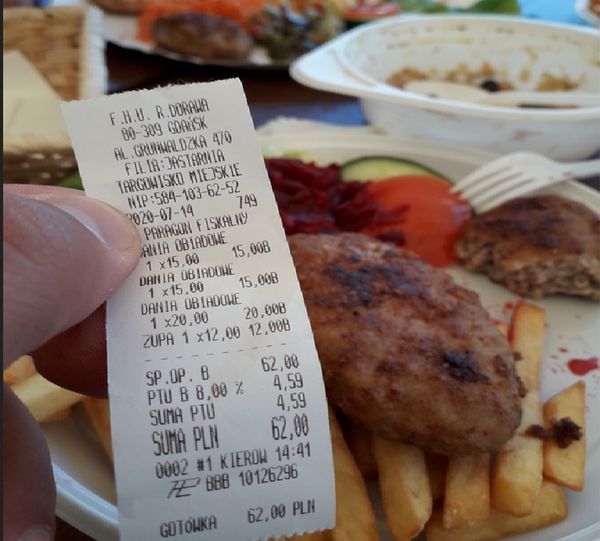 F.H.U. R.DORAWA
80-309 GDAŃSK
AL.GRUNWALDZKA 470
FILIA:JASTARNIA
TARGOWISKO MIEJSKIE
NIP:584-103-62-52
2020-07-14 749
PARAGON FISKALNY
DANIA OBIADOWE
1 x15,00 15,00B
DANIA OBIADOWE
1 x15,00 15,00B
DANIA OBIADOWE
1 x20,00 20,00B
ZUPA 1 x12,00 12,00B
SP.OP. B 62,00
PTU B 8,00 % 4,59
SUMA PTU 4,59
SUMA PLN 62,00
0002 #1 KIEROW 14:41
BBB 10126296
GOTÓWKA 62,00 PLN